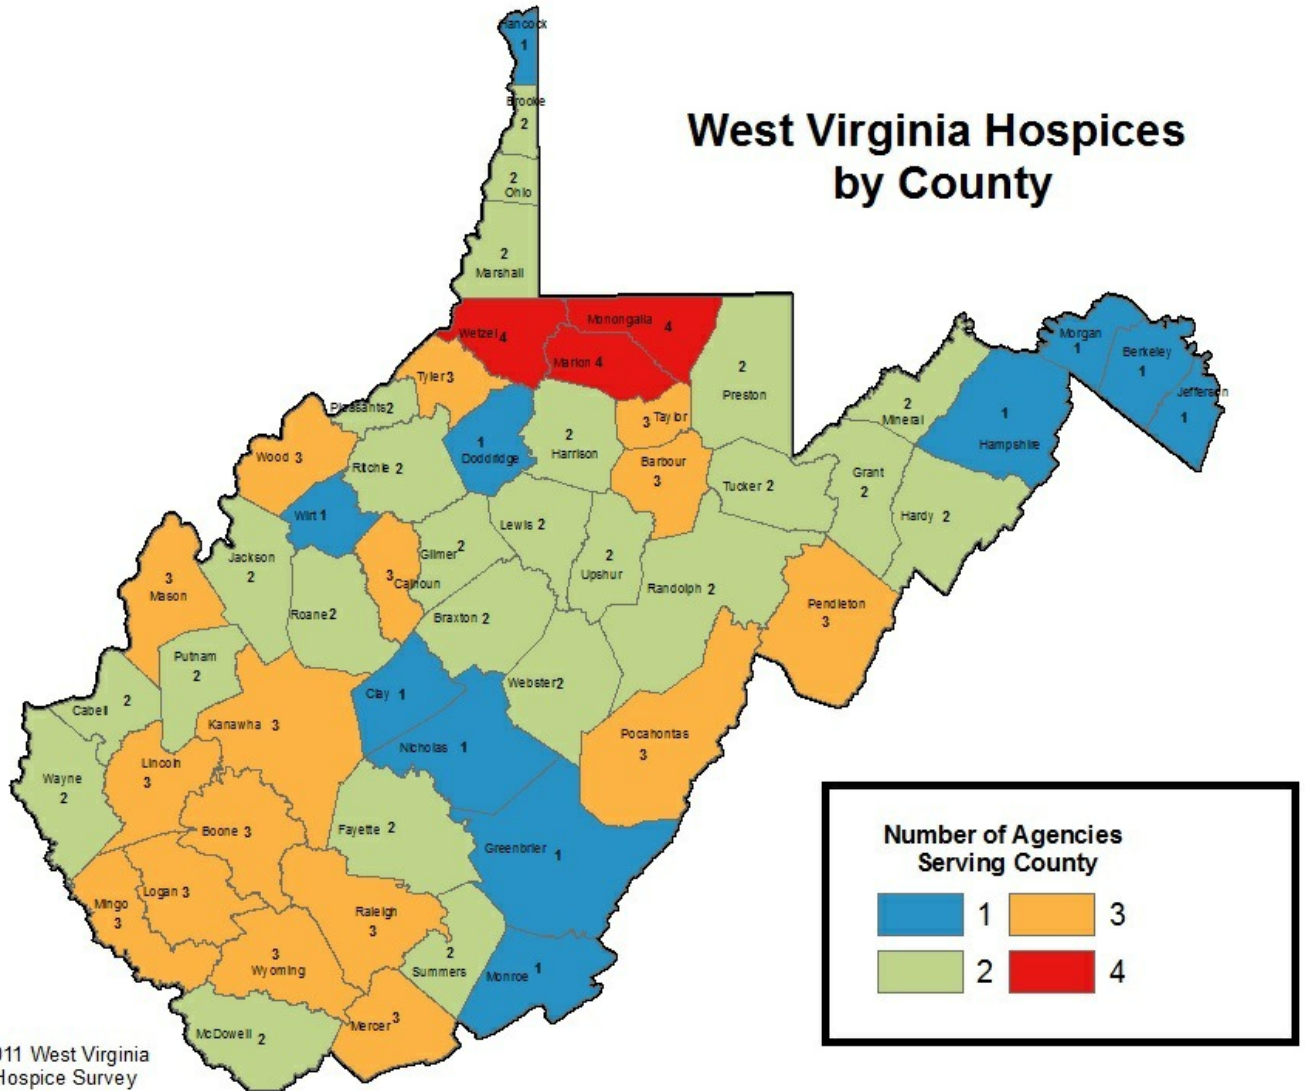 West Virginia Hospices
by County
Hancock
1
Brooke
2
2
Ohio
2
Marshall
Wetzel 4
Monongalia 4
Marion 4
Tyler 3
Pleasants 2
2
Preston
3 Taylor
Morgan
1
Berkeley
1
Jefferson
1
2
Mineral
1
Hampshire
Wood 3
Ritchie 2
1
Doddridge
2
Harrison
Barbour
3
Tucker 2
Grant
2
Hardy 2
Wirt 1
Lewis 2
Jackson
2
Gilmer 2
2
Upshur
3
Mason
3 Calhoun
Roane 2
Randolph 2
Pendleton
3
Braxton 2
Putnam
2
Cabell 2
Clay 1
Webster 2
Kanawha 3
Nicholas 1
Pocahontas
3
Wayne
2
Lincoln
3
Boone 3
Fayette 2
Greenbrier 1
Mingo
3
Logan 3
Raleigh
3
3
Wyoming
2
Summers
Monroe 1
McDowell 2
Mercer 3
Number of Agencies
Serving County
1 3
2 4
011 West Virginia
Hospice Survey